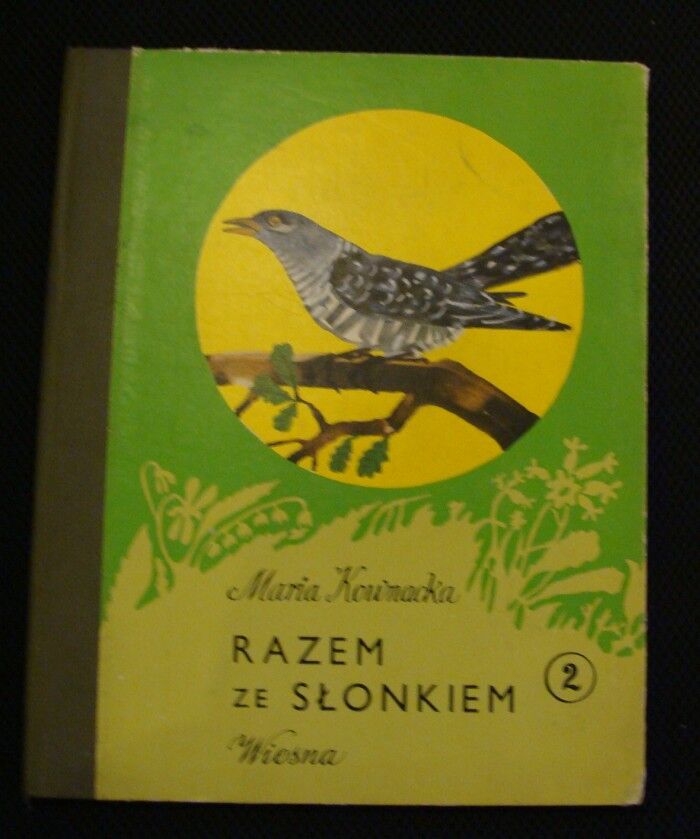 Maria Kownacka
RAZEM
ZE SŁONKIEM
2
Wiosna